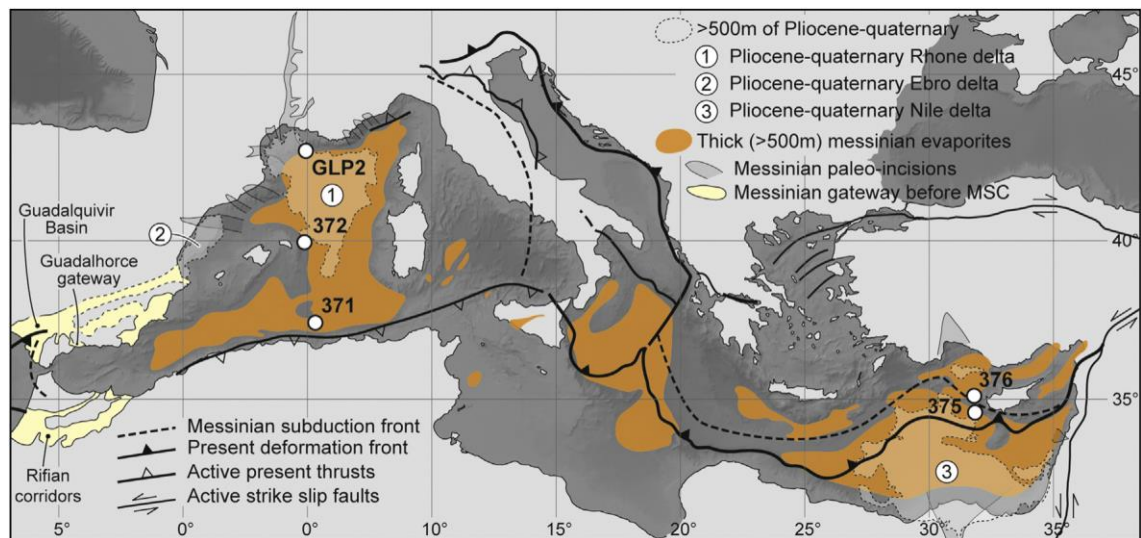 >500m of Pliocene-quaternary
① Pliocene-quaternary Rhone delta
② Pliocene-quaternary Ebro delta
③ Pliocene-quaternary Nile delta
Thick (>500m) messinian evaporites
Messinian paleo-incisions
Messinian gateway before MSC
45°
40°
35°
GLP2
①
372
371
②
Guadalquivir
Basin
Guadalhorce
gateway
Rifian
corridors
376
375
③
Messinian subduction front
Present deformation front
Active present thrusts
Active strike slip faults
5°
0°
0°
10°
15°
20°
25°
30°
35°